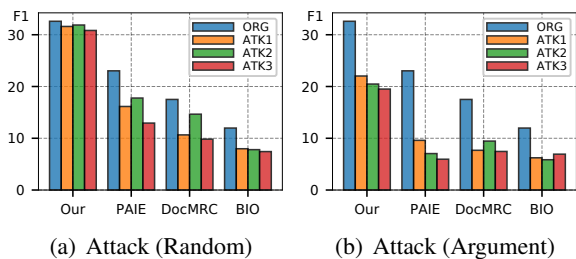 F1
30
20
10
0
ORG
ATK1
ATK2
ATK3
Our PAIE DocMRC BIO
(a) Attack (Random)
F1
30
20
10
0
ORG
ATK1
ATK2
ATK3
Our PAIE DocMRC BIO
(b) Attack (Argument)